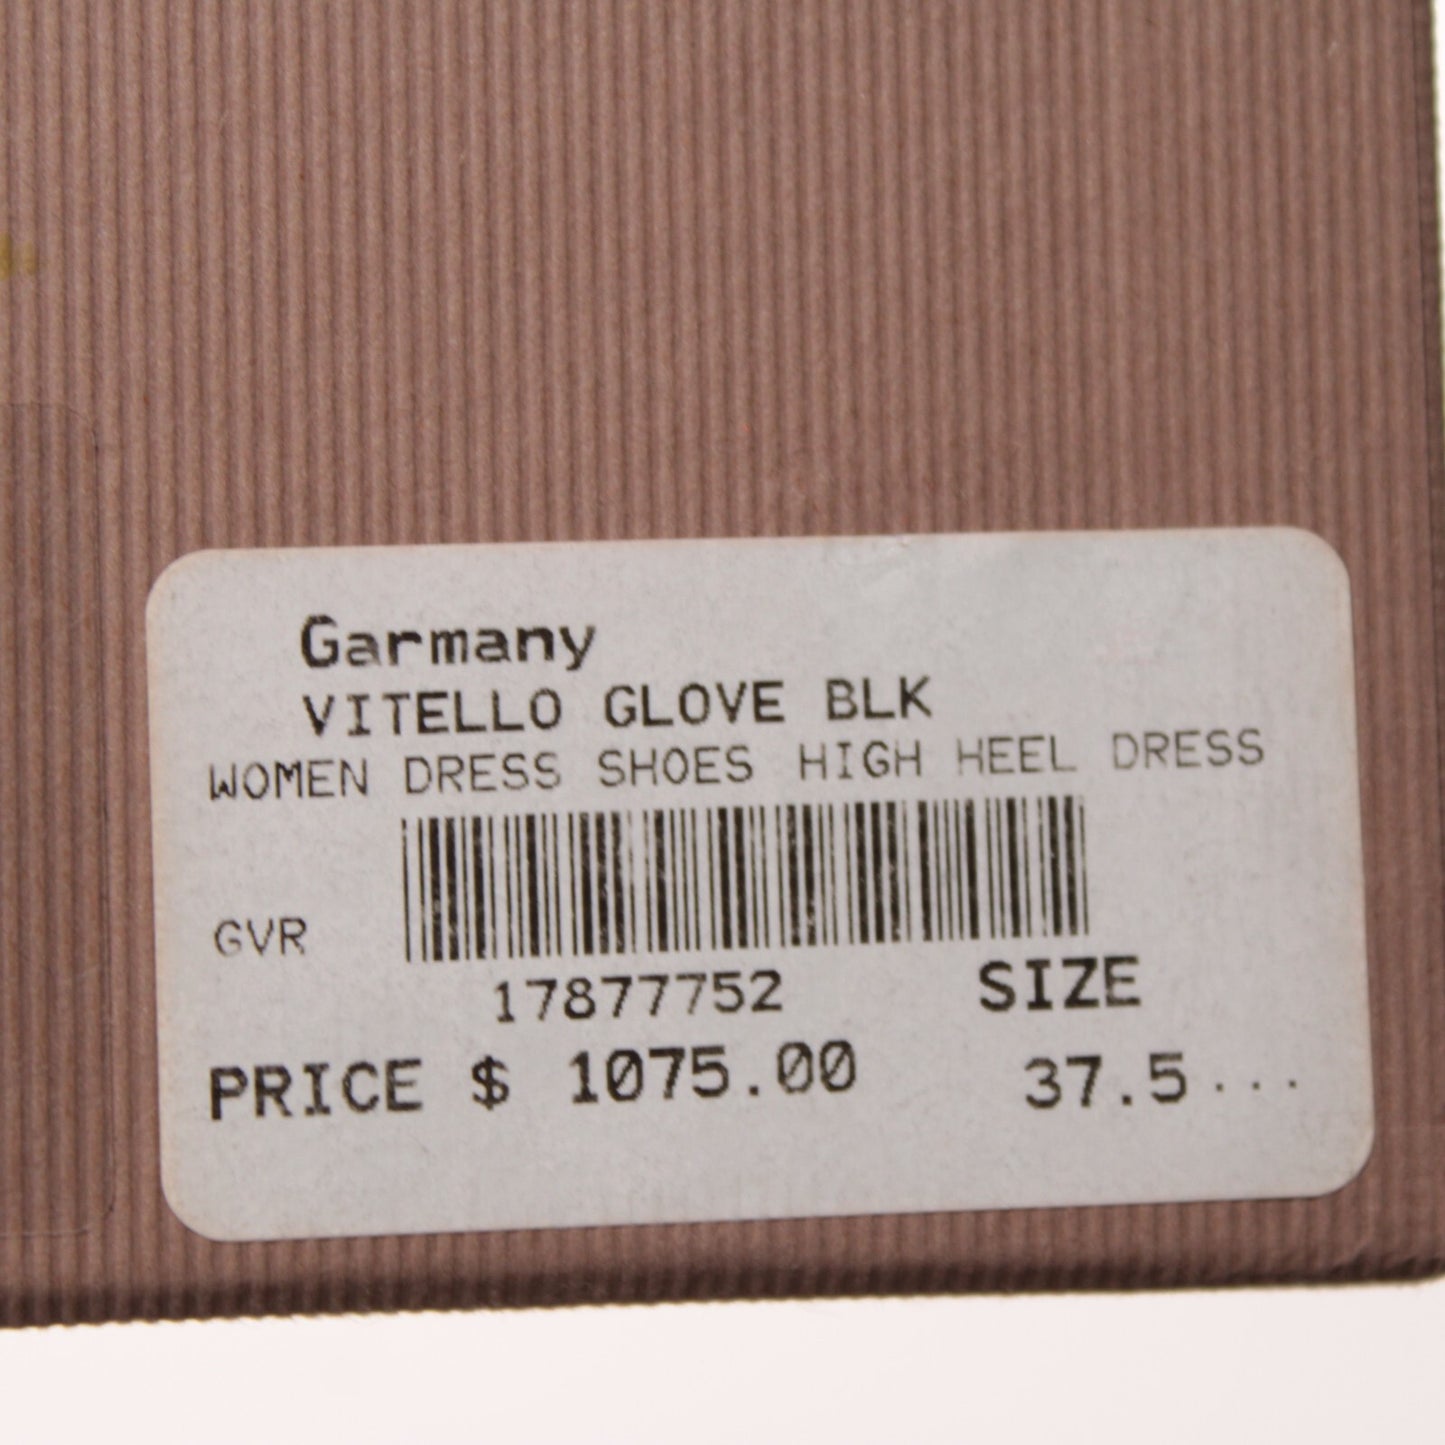 Garmany
VITELLO GLOVE BLK
WOMEN DRESS SHOES HIGH HEEL DRESS
GVR
17877752 SIZE
PRICE $ 1075.00 37.5...